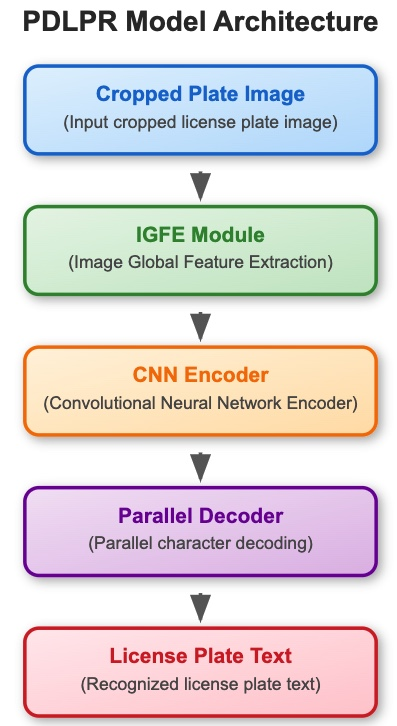 PDLPR Model Architecture
Cropped Plate Image
(Input cropped license plate image)
IGFE Module
(Image Global Feature Extraction)
CNN Encoder
(Convolutional Neural Network Encoder)
Parallel Decoder
(Parallel character decoding)
License Plate Text
(Recognized license plate text)